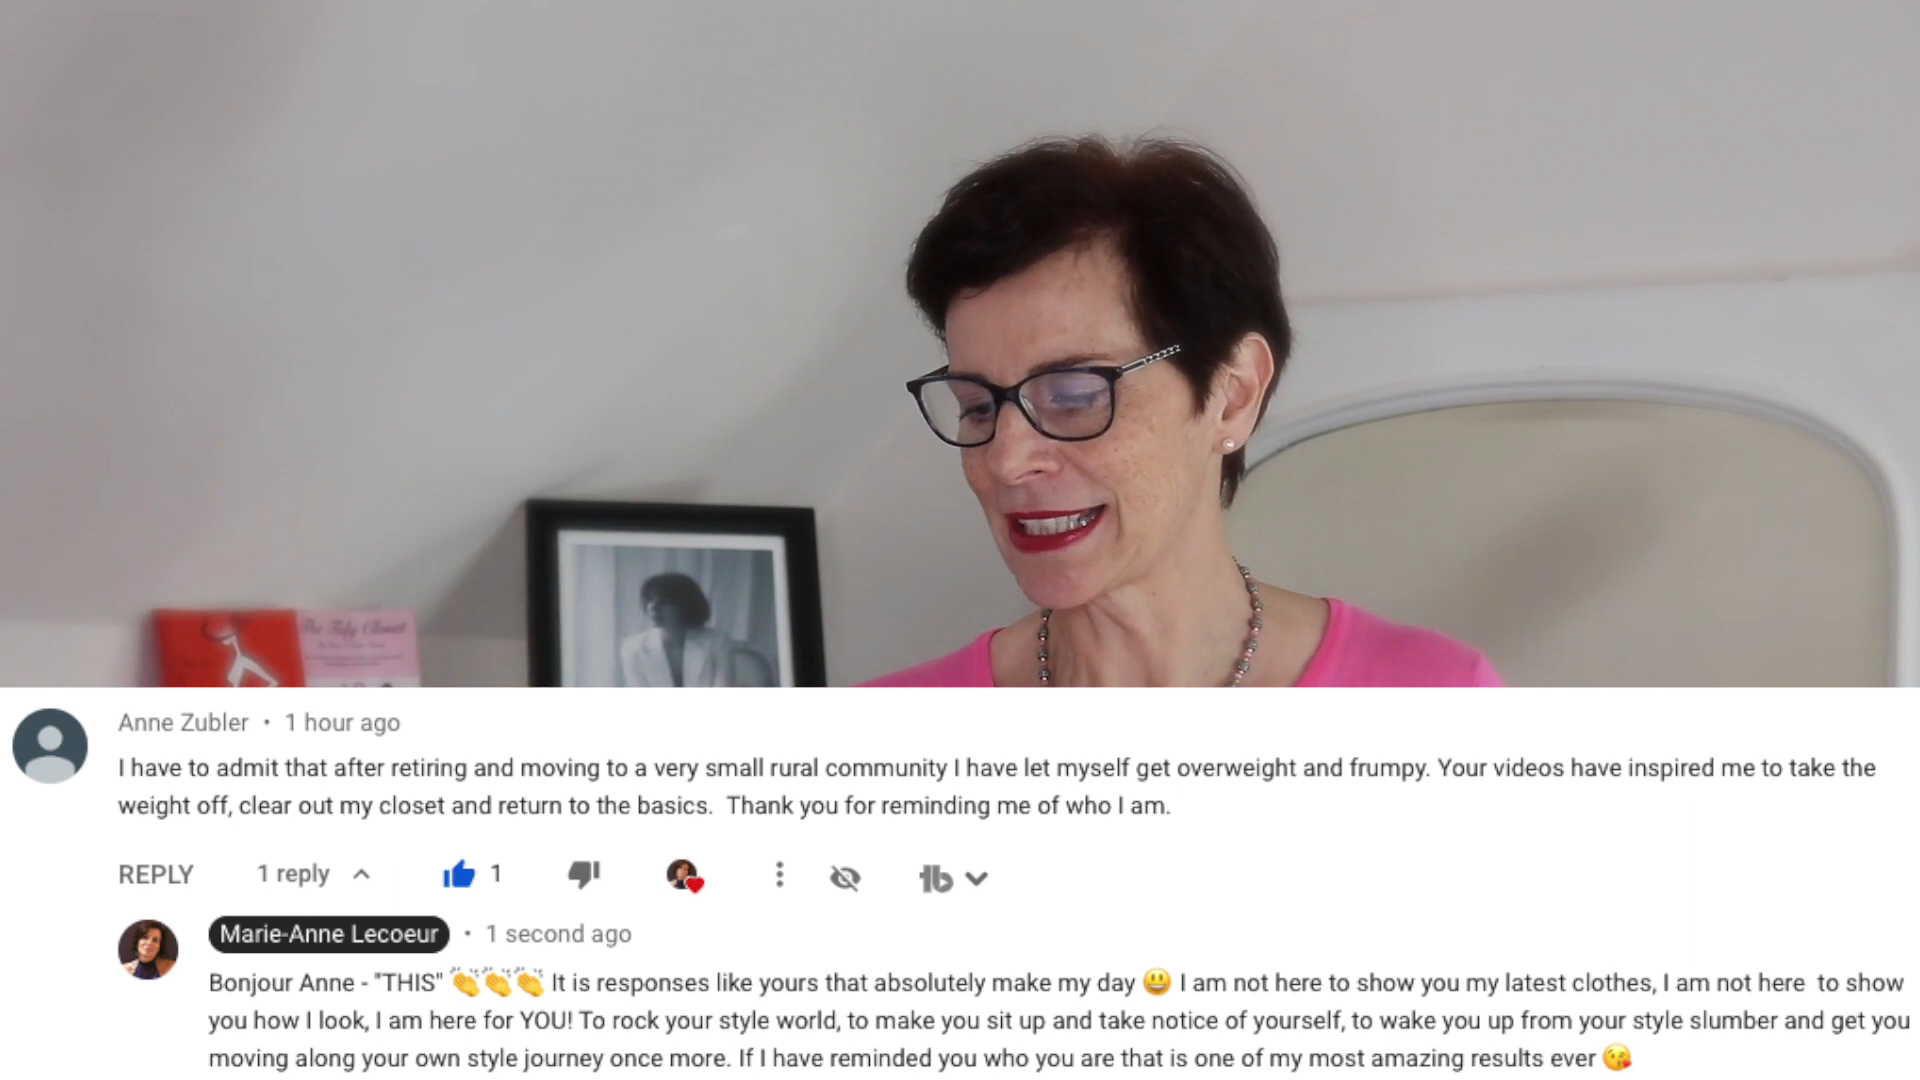 The Tidy Closet
Anne Zubler • 1 hour ago
I have to admit that after retiring and moving to a very small rural community I have let myself get overweight and frumpy. Your videos have inspired me to take the
weight off, clear out my closet and return to the basics.  Thank you for reminding me of who I am.
REPLY 1 reply 1
Marie-Anne Lecoeur • 1 second ago
Bonjour Anne - "THIS" 👏👏👏 It is responses like yours that absolutely make my day 😃 I am not here to show you my latest clothes, I am not here  to show
you how I look, I am here for YOU! To rock your style world, to make you sit up and take notice of yourself, to wake you up from your style slumber and get you
moving along your own style journey once more. If I have reminded you who you are that is one of my most amazing results ever 😘